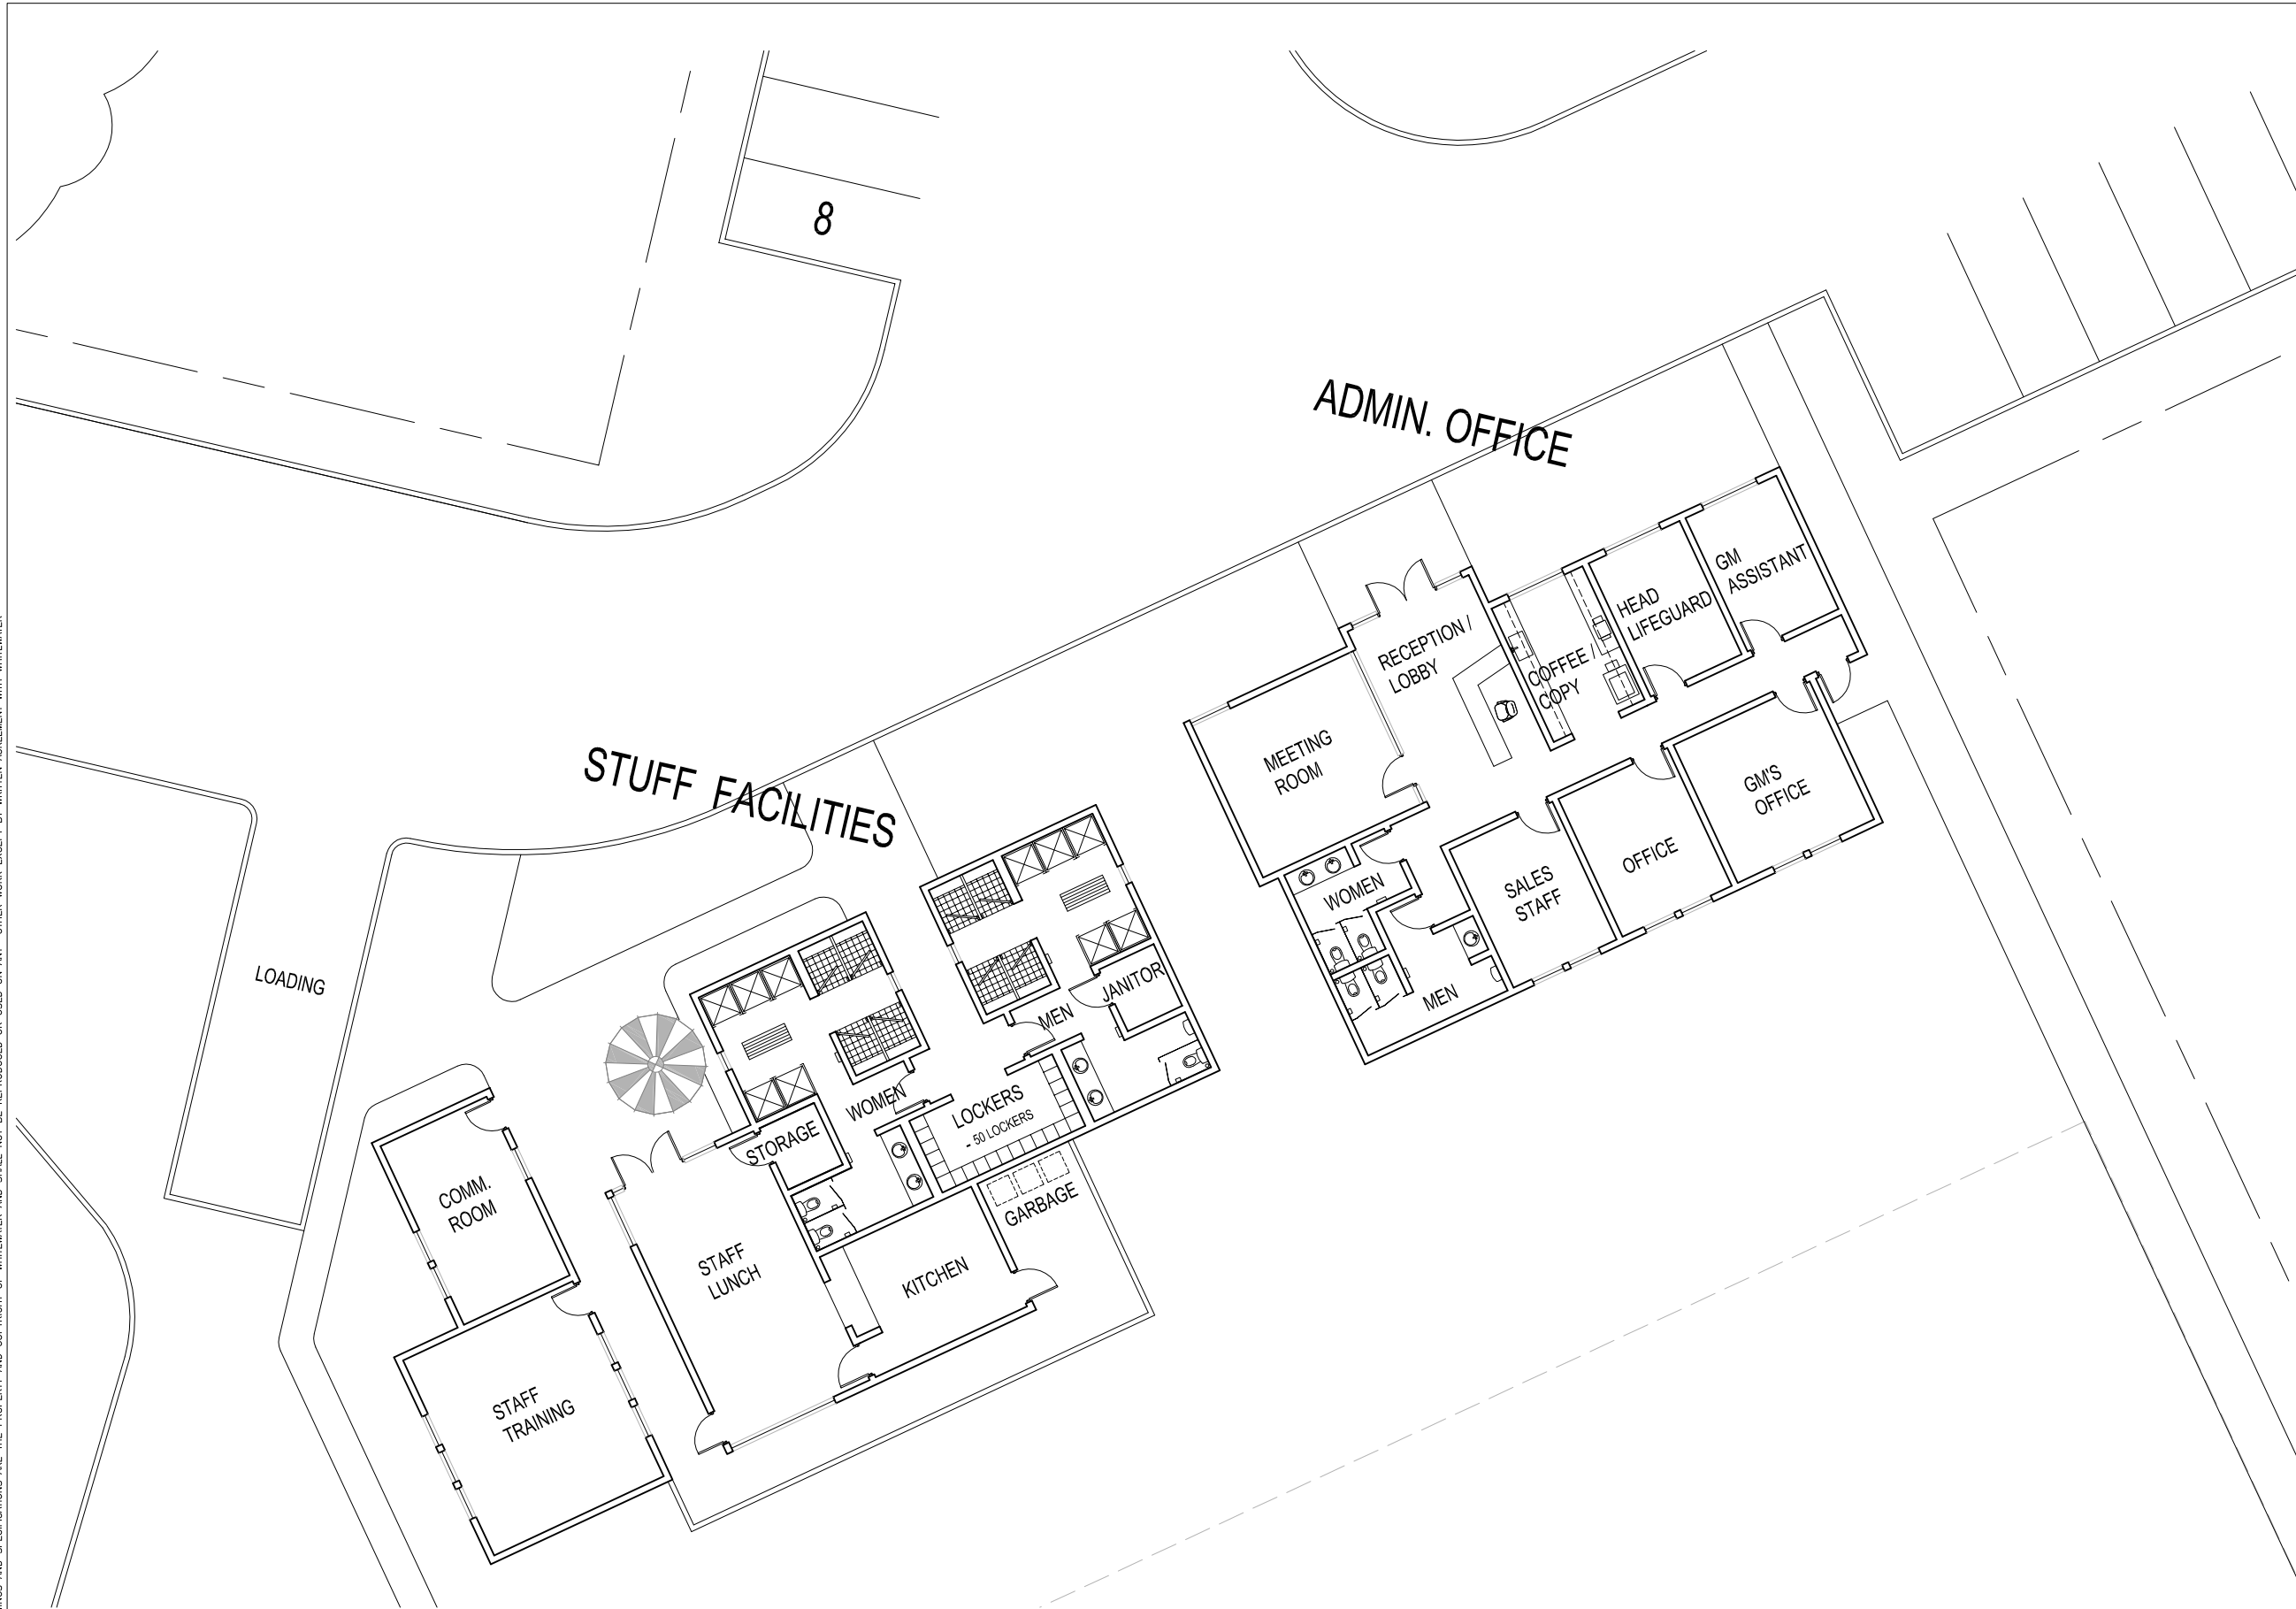 8
ADMIN. OFFICE
GM
ASSISTANT
HEAD
LIFEGUARD
RECEPTION /
LOBBY
COFFEE /
COPY
MEETING
ROOM
GM'S
OFFICE
OFFICE
SALES
STAFF
WOMEN
MEN
STUFF FACILITIES
LOADING
JANITOR
MEN
WOMEN
LOCKERS
- 50 LOCKERS
STORAGE
GARBAGE
COMM.
ROOM
STAFF
LUNCH
KITCHEN
STAFF
TRAINING